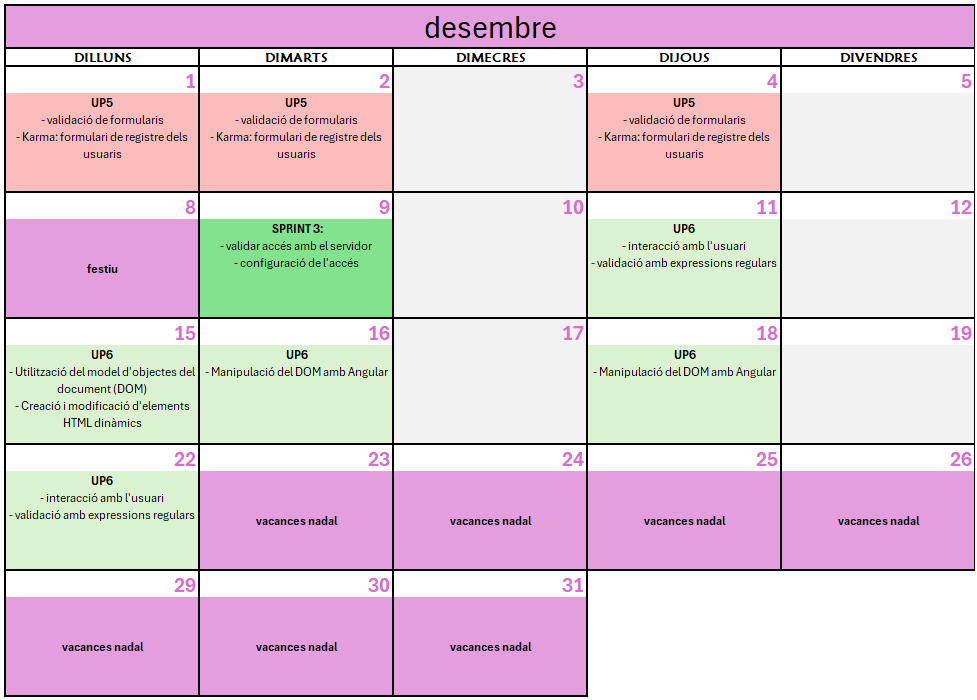 desembre
DILLUNS DIMARTS DIMECRES DIJOUS DIVENDRES
1 2 3 4 5
UP5
- validació de formularis
- Karma: formulari de registre dels
usuaris
UP5
- validació de formularis
- Karma: formulari de registre dels
usuaris
UP5
- validació de formularis
- Karma: formulari de registre dels
usuaris
8 9 10 11 12
festiu
SPRINT 3:
- validar accés amb el servidor
- configuració de l'accés
UP6
- interacció amb l'usuari
- validació amb expressions regulars
15 16 17 18 19
UP6
- Utilització del model d'objectes del
document (DOM)
- Creació i modificació d'elements
HTML dinàmics
UP6
- Manipulació del DOM amb Angular
UP6
- Manipulació del DOM amb Angular
22 23 24 25 26
UP6
- interacció amb l'usuari
- validació amb expressions regulars
vacances nadal
vacances nadal
vacances nadal
vacances nadal
29 30 31
vacances nadal
vacances nadal
vacances nadal